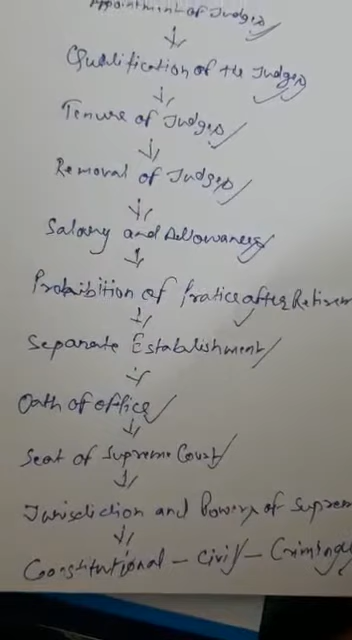 Appointment of Judges
Qualification of the Judges
Tenure of Judges
Removal of Judges
Salary and Allowances
Prohibition of Pratice after Retirem
Separate Establishment
Oath of office
Seat of Supreme Court
Jurisdiction and Powers of Suprem
Constitutional - Civil - Criminal